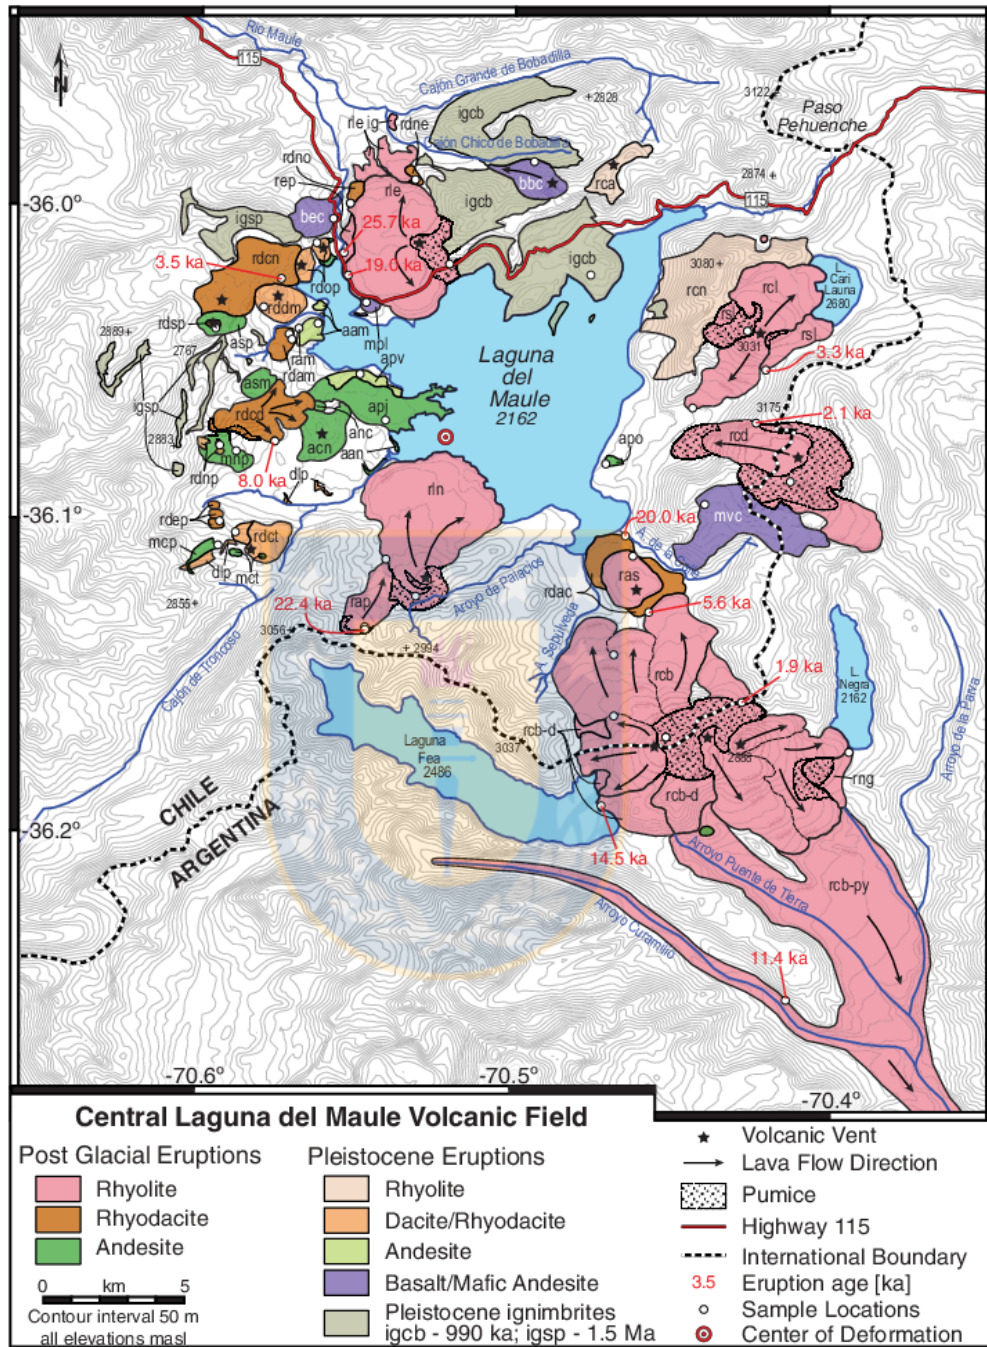 Rio Maule
115
Cajón Grande de Bobadilla
igcb
+2828
3122+
Paso
Pehuenche
rle
ig
rdne
Cajón Chico de Bobadilla
rdno
rep
rle
bbc
rca
2874+
115
-36.0°
igsp
bec
25.7 ka
igcb
igcb
rdcn
3.5 ka
19.0 ka
3080+
rcn
rcl
L.
Cari
Launa
2680
rdop
rddm
rdsp
asp
2889+
2767
aam
mpl
apv
ram
rdam
rsl
3031
rsl
3.3 ka
Laguna
del
Maule
2162
asm
igsp
rdcd
apj
2883
acn
anc
aan
3175
2.1 ka
rcd
mnp
rdnp
8.0 ka
dlp
apo
rln
-36.1°
rdep
20.0 ka
mvc
mcp
rdct
dlp
mct
ras
rdac
rap
22.4 ka
Aroyo de Palacios
5.6 ka
2855+
3056+
+2994
A. Sepulveda
rcb
1.9 ka
L.
Negra
2162
Cajón de Troncoso
rcb-d
Laguna
Fea
2486
3037
2888
rng
Arroyo de la Parva
CHILE
ARGENTINA
rcb-d
-36.2°
14.5 ka
Arroyo Puente de Tierra
rcb-py
Arroyo Curamilio
11.4 ka
-70.6°
-70.5°
-70.4°
Central Laguna del Maule Volcanic Field
Post Glacial Eruptions
Rhyolite
Rhyodacite
Andesite
0 km 5
Contour interval 50 m
all elevations masl
Pleistocene Eruptions
Rhyolite
Dacite/Rhyodacite
Andesite
Basalt/Mafic Andesite
Pleistocene ignimbrites
igcb - 990 ka; igsp - 1.5 Ma
Volcanic Vent
Lava Flow Direction
Pumice
Highway 115
International Boundary
3.5 Eruption age [ka]
Sample Locations
Center of Deformation
N